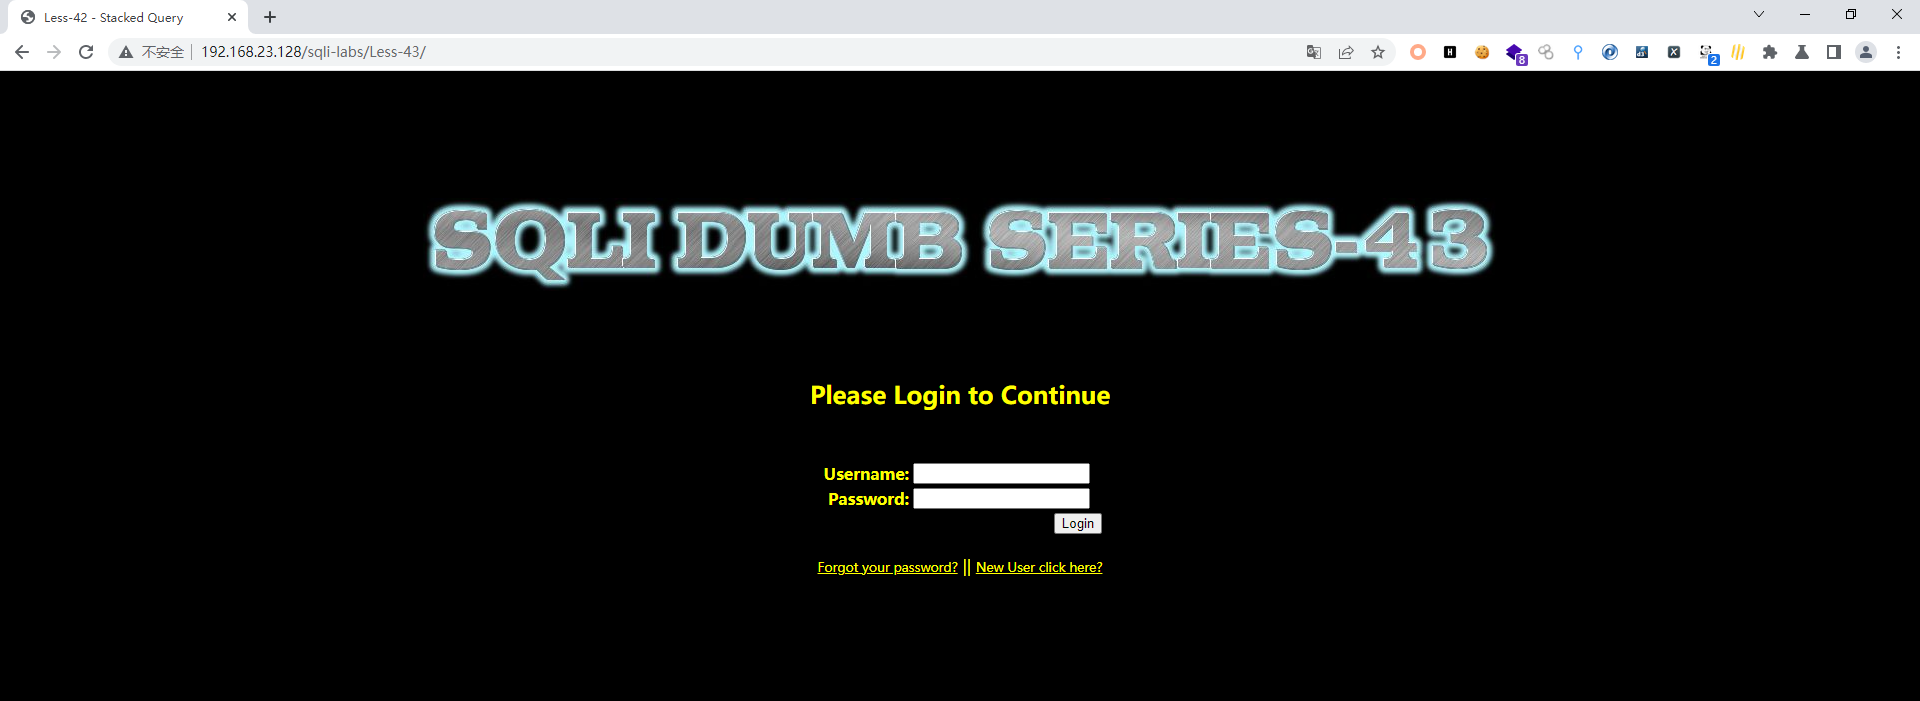 Less-42 - Stacked Query
不安全 192.168.23.128/sqli-labs/Less-43/
8
2
SQLI DUMB SERIES-43
Please Login to Continue
Username:
Password:
Login
Forgot your password? || New User click here?